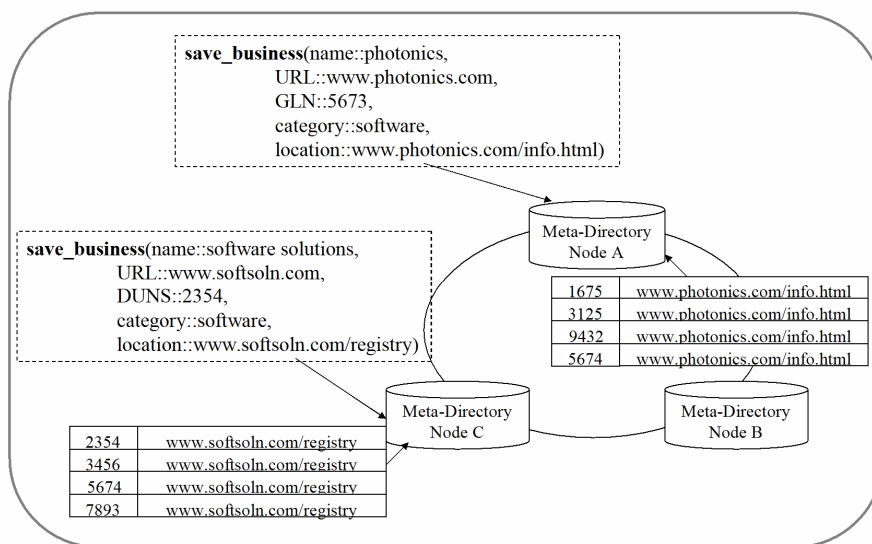 save_business(name::photonics,
URL::www.photonics.com,
GLN::5673,
category::software,
location::www.photonics.com/info.html)
Meta-Directory
Node A
save_business(name::software solutions,
URL::www.softsoln.com,
DUNS::2354,
category::software,
location::www.softsoln.com/registry)
1675 www.photonics.com/info.html
3125 www.photonics.com/info.html
9432 www.photonics.com/info.html
5674 www.photonics.com/info.html
Meta-Directory
Node C
Meta-Directory
Node B
2354 www.softsoln.com/registry
3456 www.softsoln.com/registry
5674 www.softsoln.com/registry
7893 www.softsoln.com/registry